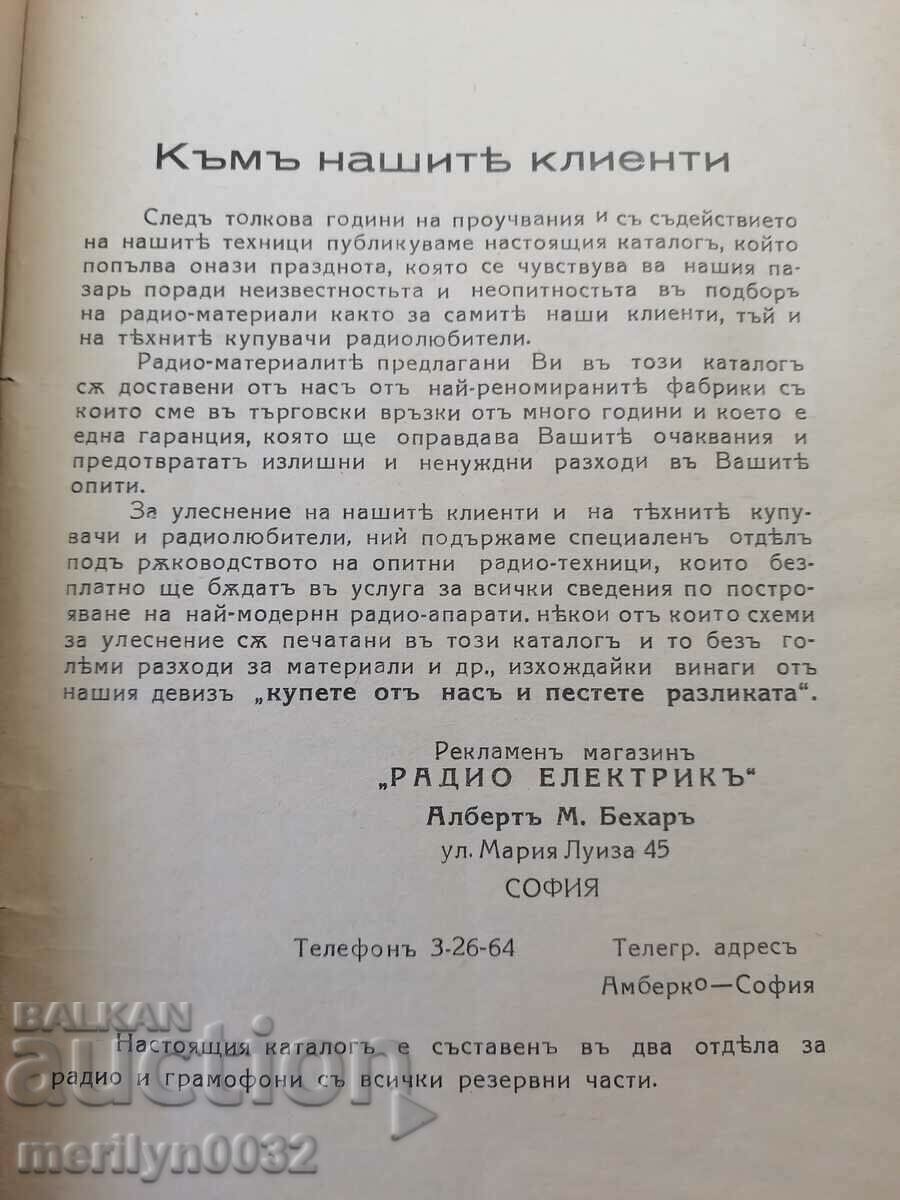 Къмъ нашитѣ клиенти
Следъ толкова години на проучвания и съ съдействието
на нашитѣ техници публикуваме настоящия каталогъ, който
попълва онази празднота, която се чувствува ва нашия па-
заръ поради неизвестностьта и неопитностьта въ подборъ
на радио-материали както за самитѣ наши клиенти, тъй и
на тѣхнитѣ купувачи радиолюбители.
Радио-материалитѣ предлагани Ви въ този каталогъ
сѫ доставени отъ насъ отъ най-реномиранитѣ фабрики съ
които сме въ търговски връзки отъ много години и което е
една гаранция, която ще оправдава Вашитѣ очаквания и
предотврататъ излишни и ненуждни разходи въ Вашитѣ
опити.
За улеснение на нашитѣ клиенти и на тѣхнитѣ купу-
вачи и радиолюбители, ний подържаме специаленъ отдѣлъ
подъ рѫководството на опитни радио-техници, които без-
платно ще бѫдатъ въ услуга за всички сведения по постро-
яване на най-модернн радио-апарати. нѣкои отъ които схеми
за улеснение сѫ печатани въ този каталогъ и то безъ го-
лѣми разходи за материали и др., изхождайки винаги отъ
нашия девизъ „купете отъ насъ и пестете разликата“.
Рекламенъ магазинъ
„РАДИО ЕЛЕКТРИКЪ“
Албертъ М. Бехаръ
ул. Мария Луиза 45
СОФИЯ
Телефонъ 3-26-64 Телегр. адресъ
Амберко—София
Настоящия каталогъ е съставенъ въ два отдѣла за
радио и грамофони съ всички резервни части.
BALKAN
auction
merilyn0032